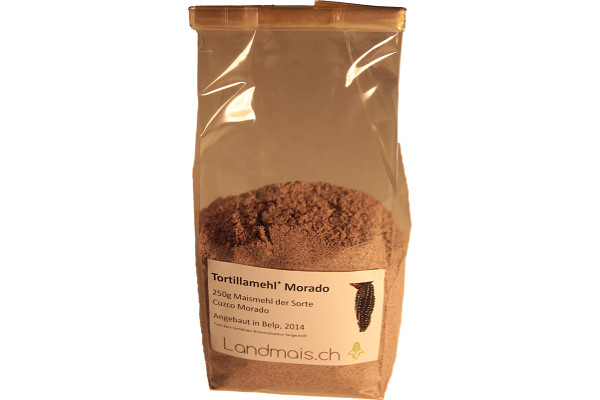 Tortillamehl* Morado
250g Maismehl der Sorte
Cuzco Morado
Angebaut in Belp, 2014
Landmais.ch